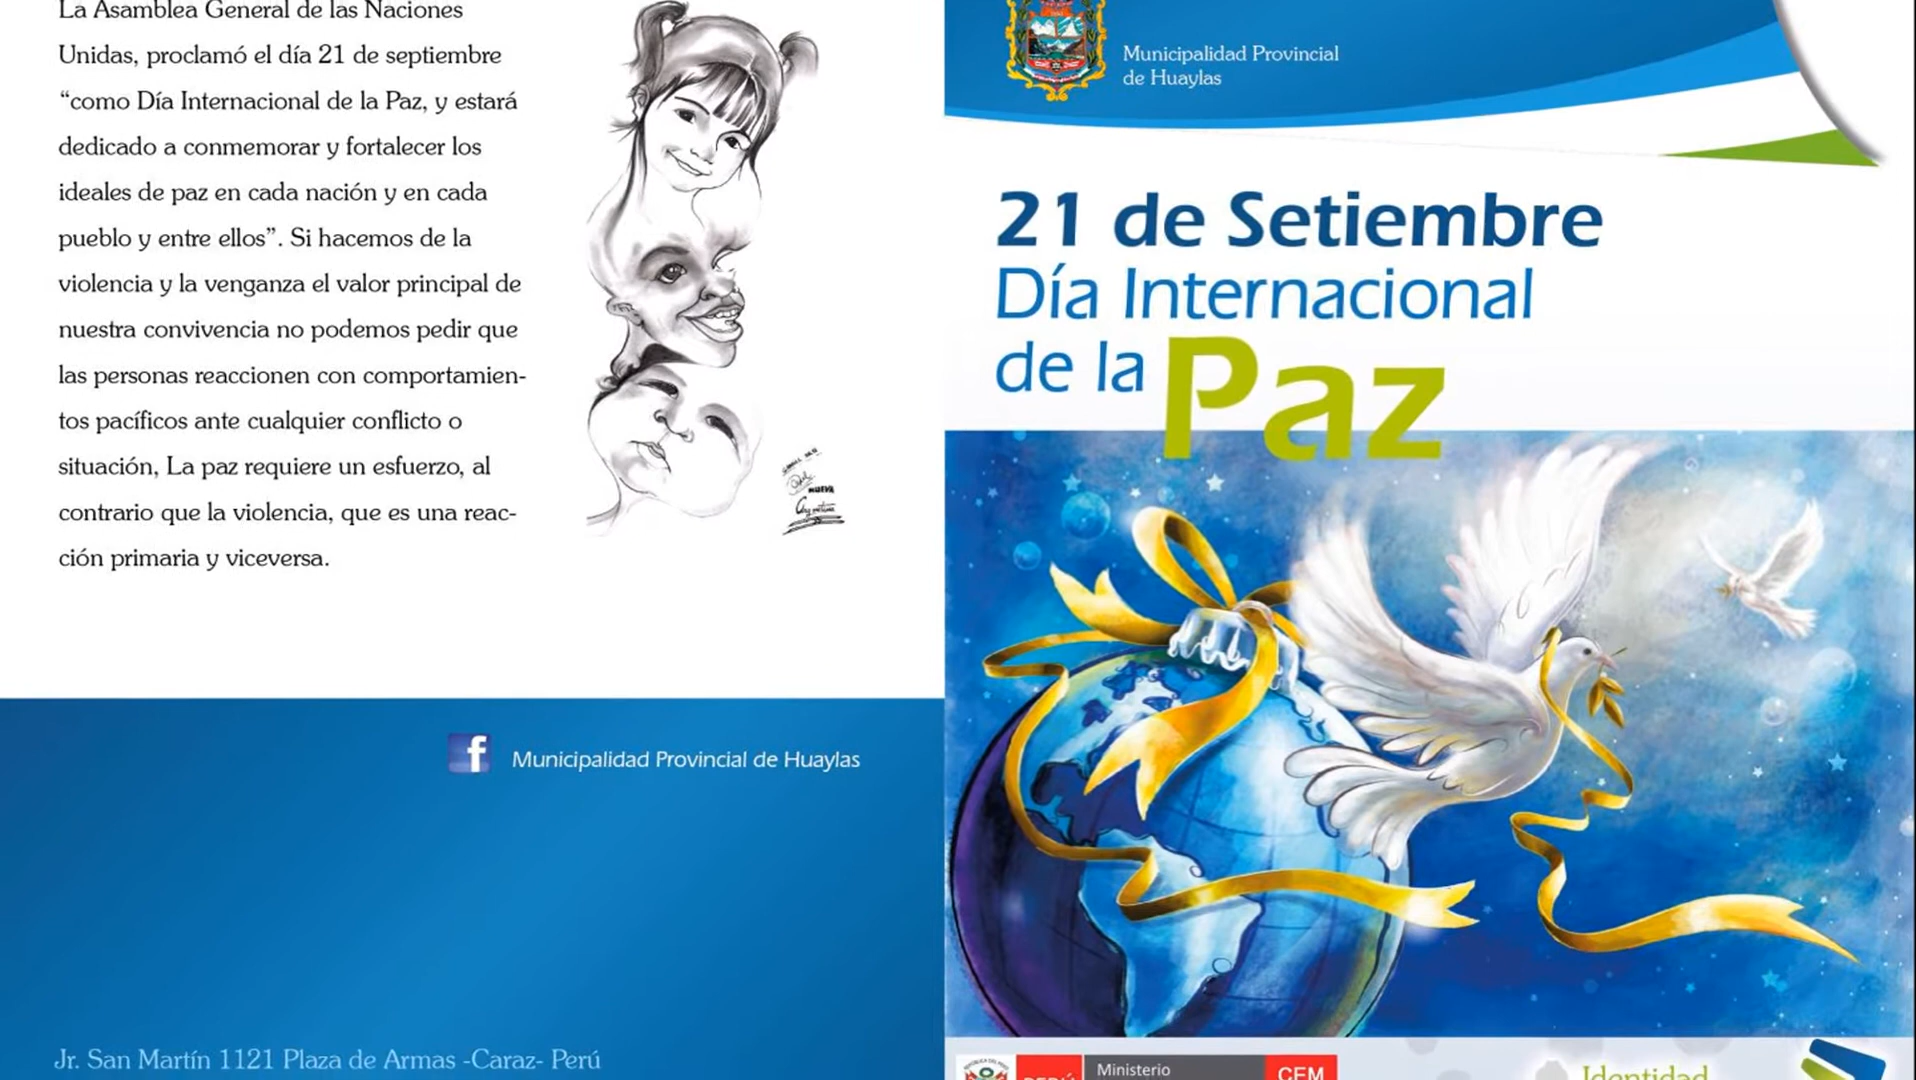 La Asamblea General de las Naciones
Unidas, proclamó el día 21 de septiembre
“como Día Internacional de la Paz, y estará
dedicado a conmemorar y fortalecer los
ideales de paz en cada nación y en cada
pueblo y entre ellos”. Si hacemos de la
violencia y la venganza el valor principal de
nuestra convivencia no podemos pedir que
las personas reaccionen con comportamien-
tos pacíficos ante cualquier conflicto o
situación, La paz requiere un esfuerzo, al
contrario que la violencia, que es una reac-
ción primaria y viceversa.
Municipalidad Provincial de Huaylas
Jr. San Martín 1121 Plaza de Armas -Caraz- Perú
Municipalidad Provincial
de Huaylas
21 de Setiembre
Día Internacional
de la Paz
PERÚ
Ministerio
CEM
Identidad